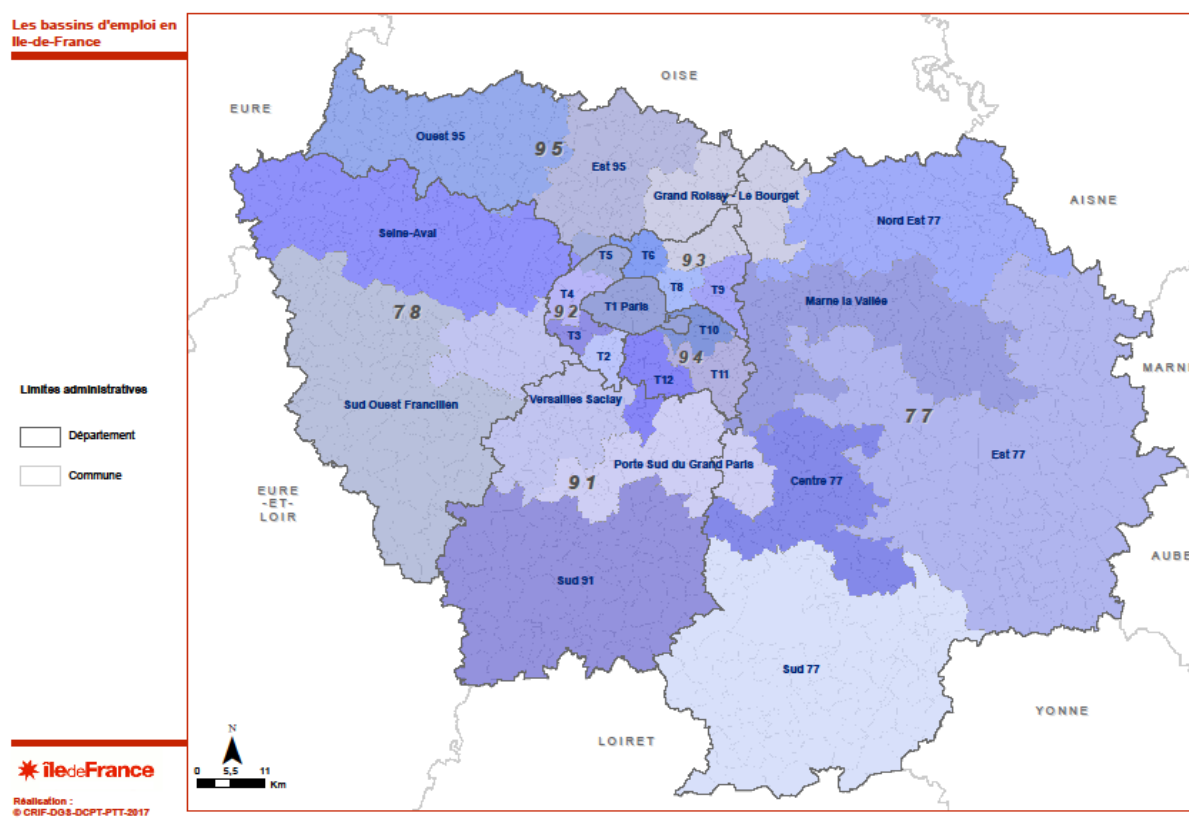 Les bassins d'emploi en
Ile-de-France
OISE
EURE
Ouest 95
95
Est 95
Grand Roissy - Le Bourget
AISNE
Nord Est 77
Seine-Aval
T5
T6
93
T4
T8
T9
Marne la Vallée
78
92
T1 Paris
T3
T10
T2
94
MARNE
Limites administratives
T12
T11
Sud Ouest Francilien
Versailles Saclay
77
Département
Est 77
Porte Sud du Grand Paris
Commune
91
Centre 77
EURE
-ET-
LOIR
AUBE
Sud 91
Sud 77
YONNE
N
LOIRET
0 5,5 11
Km
île de France
Réalisation :
© CRIF-DGS-DCPT-PTT-2017